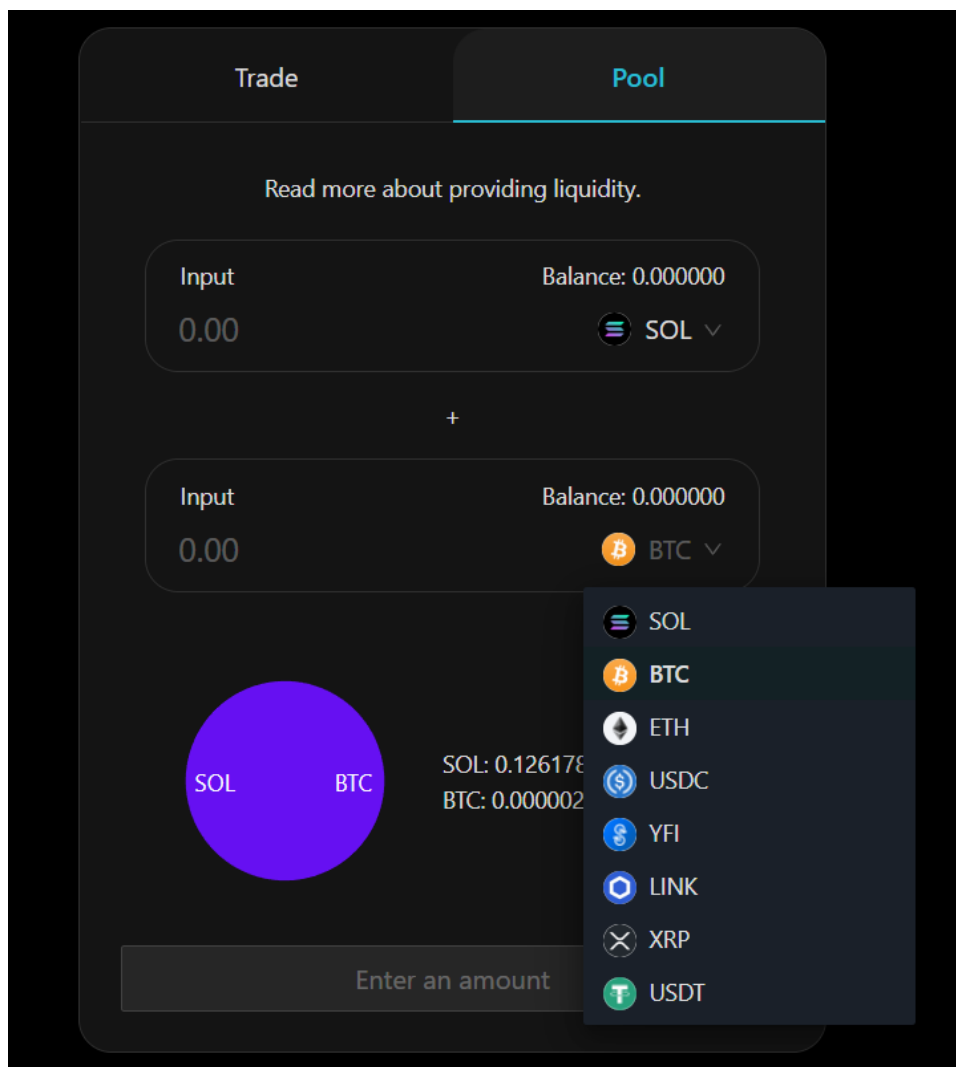 Trade Pool
Read more about providing liquidity.
Input Balance: 0.000000
0.00 SOL
+
Input Balance: 0.000000
0.00 BTC
SOL
BTC
ETH
USDC
YFI
LINK
XRP
USDT
SOL BTC
SOL: 0.126178
BTC: 0.000002
Enter an amount